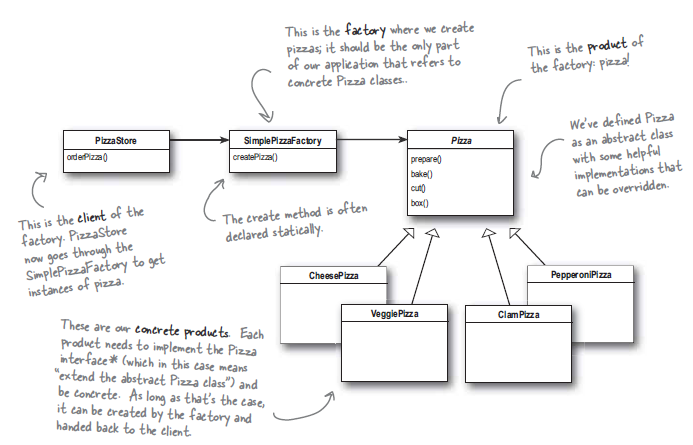 This is the factory where we create
pizzas; it should be the only part
of our application that refers to
concrete Pizza classes..
This is the product of
the factory: pizza!
PizzaStore
orderPizza()
SimplePizzaFactory
createPizza()
Pizza
prepare()
bake()
cut()
box()
We've defined Pizza
as an abstract class
with some helpful
implementations that
can be overridden.
This is the client of the
factory. PizzaStore
now goes through the
SimplePizzaFactory to get
instances of pizza.
The create method is often
declared statically.
CheesePizza
VeggiePizza
ClamPizza
PepperoniPizza
These are our concrete products. Each
Product needs to implement the Pizza
interface* (which in this case means
"extend the abstract Pizza class") and
be concrete. As long as that's the case,
it can be created by the factory and
handed back to the client.